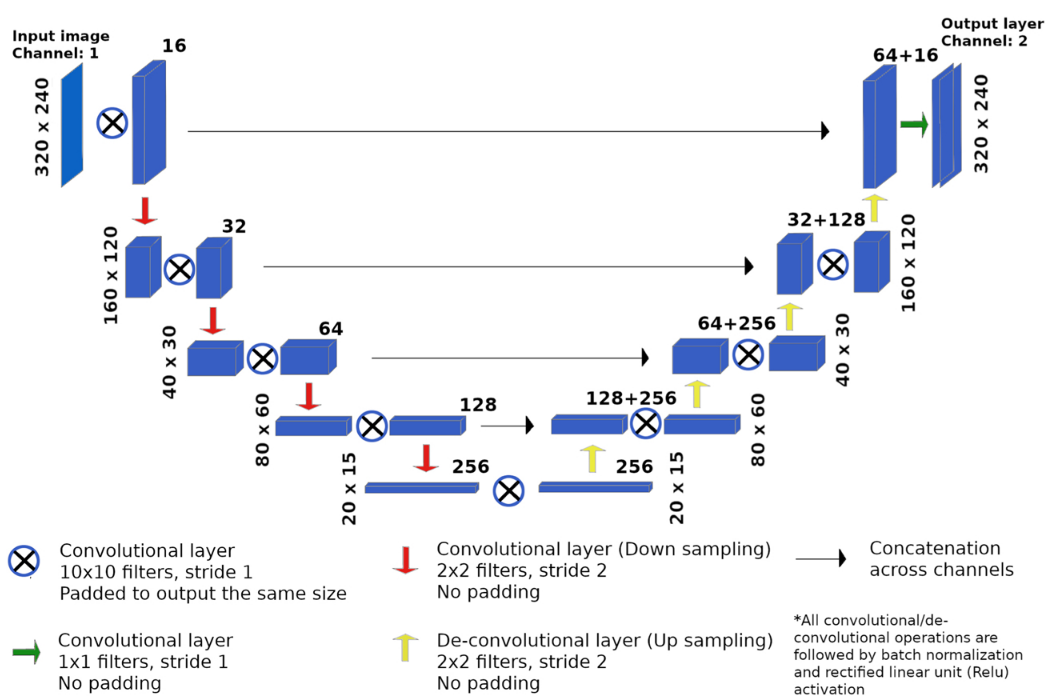 Input image
Channel: 1
16
320 x 240
64+16
Output layer
Channel: 2
320 x 240
160 x 120
32
32+128
160 x 120
40 x 30
64
64+256
40 x 30
80 x 60
128
128+256
80 x 60
20 x 15
256
256
20 x 15
Convolutional layer
10x10 filters, stride 1
Padded to output the same size
Convolutional layer (Down sampling)
2x2 filters, stride 2
No padding
Concatenation
across channels
Convolutional layer
1x1 filters, stride 1
No padding
De-convolutional layer (Up sampling)
2x2 filters, stride 2
No padding
*All convolutional/de-
convolutional operations are
followed by batch normalization
and rectified linear unit (Relu)
activation